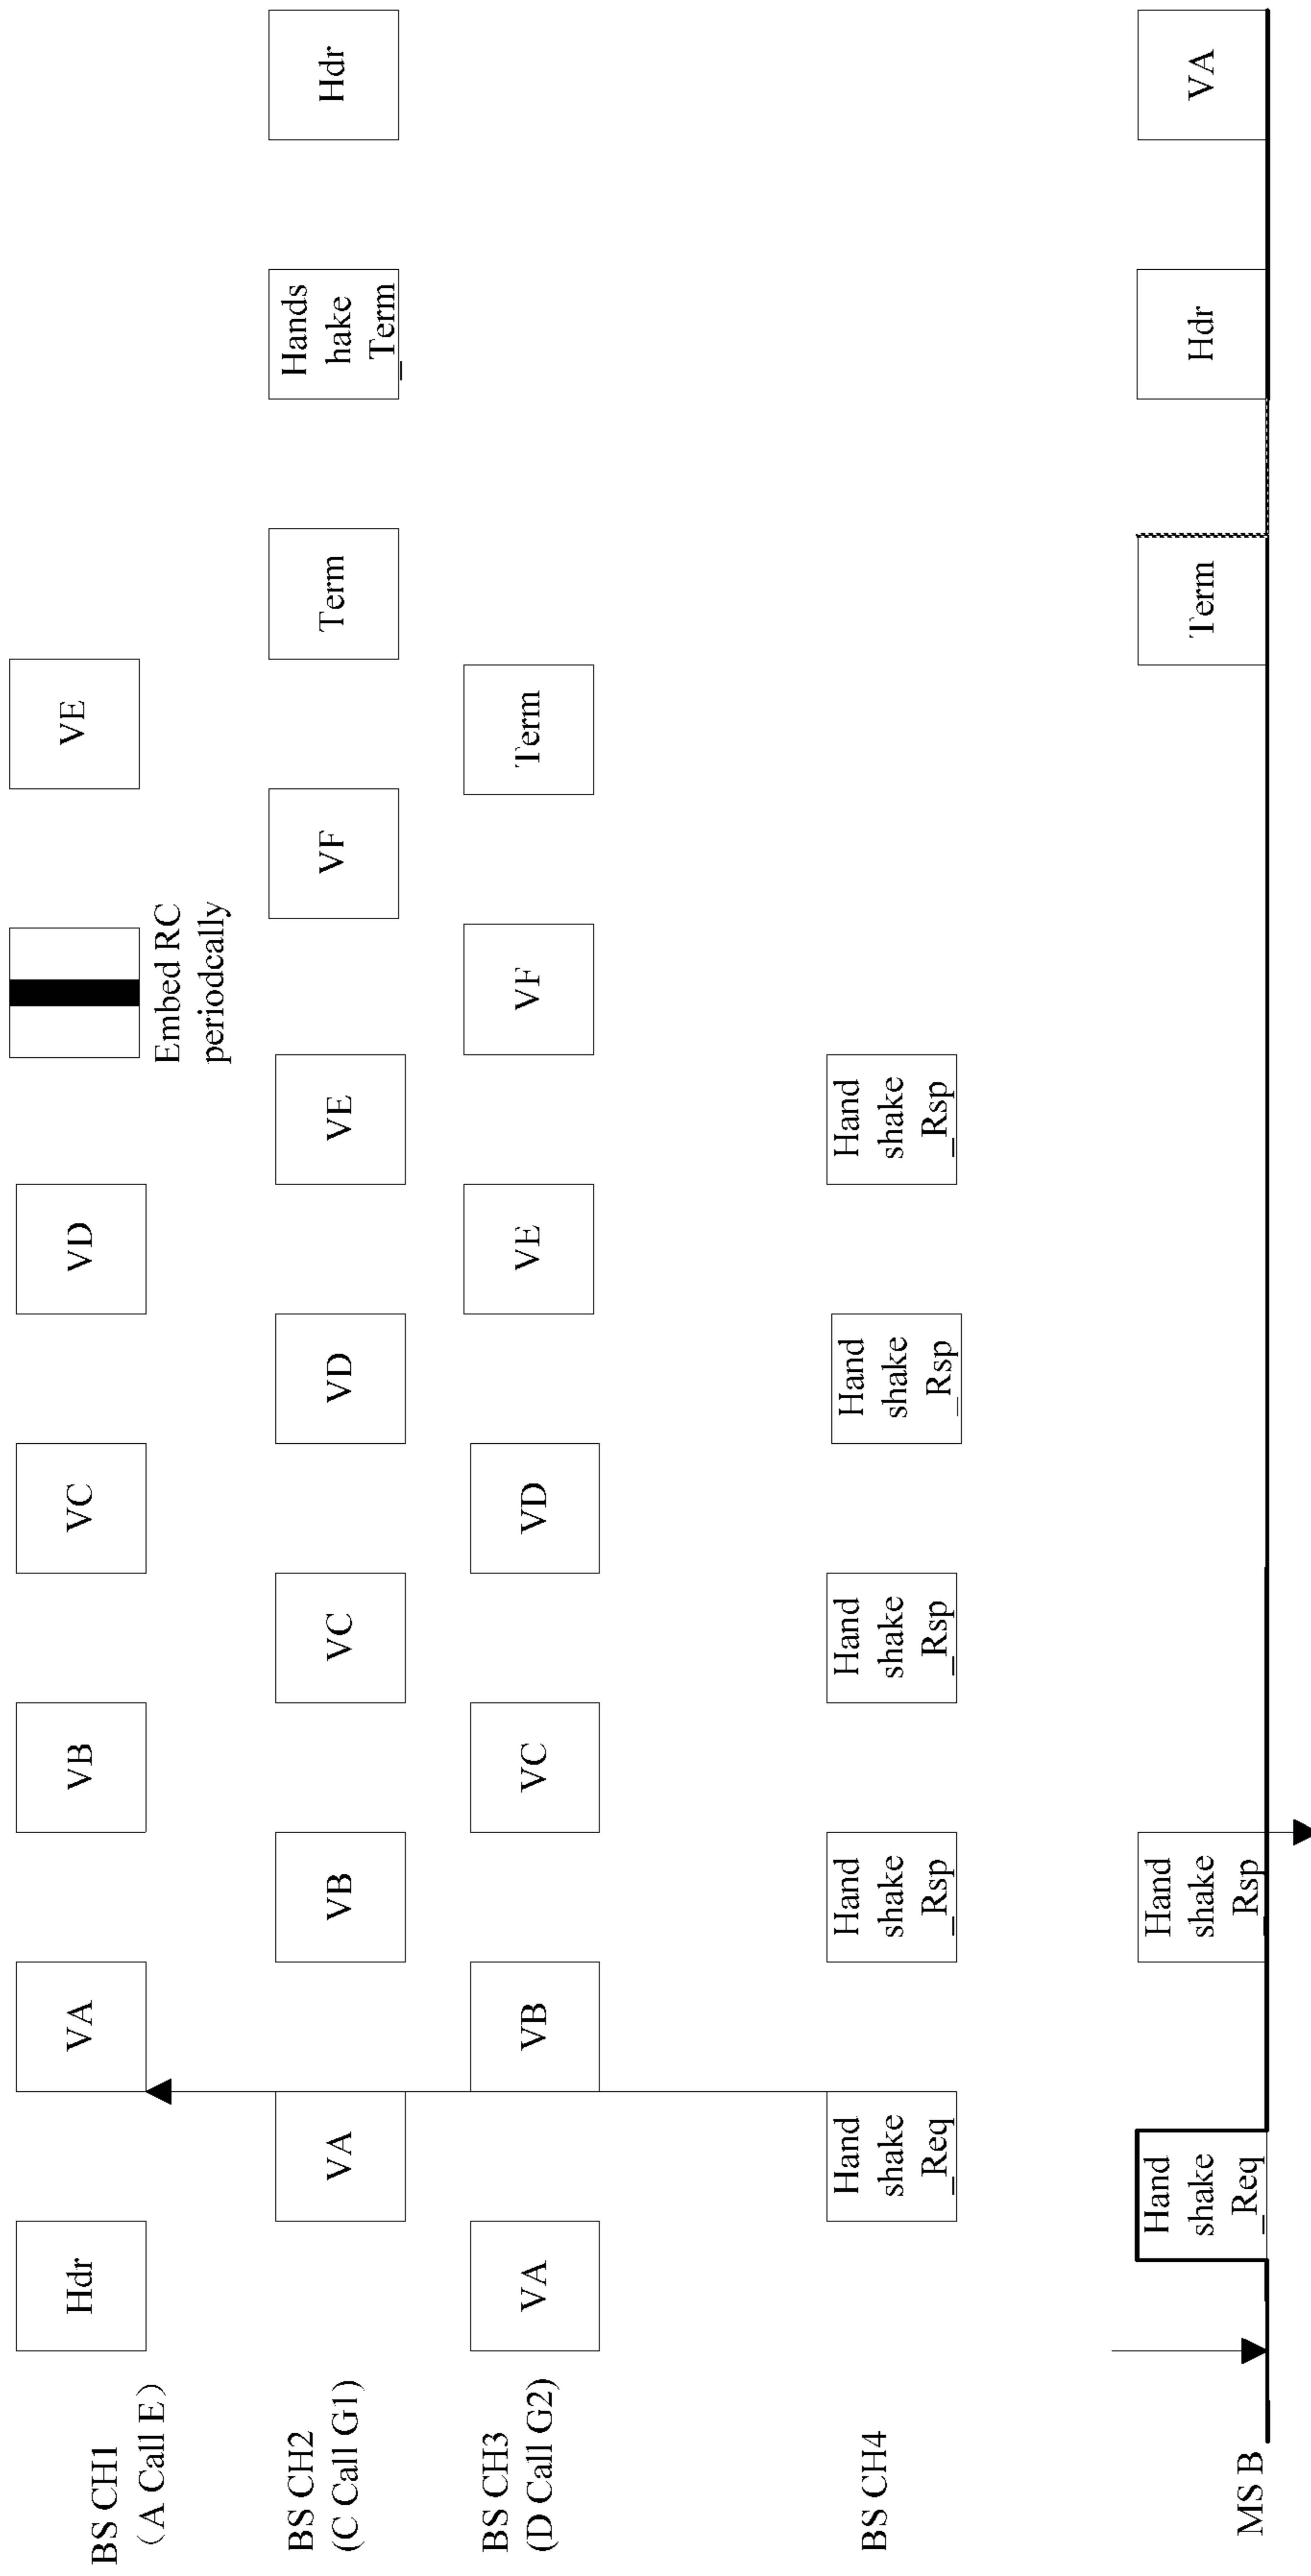 BS CH1
(A Call E)
Hdr
VA
VB
VC
VD
Embed RC
periodcally
VE
BS CH2
(C Call G1)
VA
VB
VC
VD
VE
VF
Term
Hands
hake
_Term
Hdr
BS CH3
(D Call G2)
VA
VB
VC
VD
VE
VF
Term
BS CH4
Hand
shake
_Req
Hand
shake
_Rsp
Hand
shake
_Rsp
Hand
shake
_Rsp
Hand
shake
_Rsp
MS B
Hand
shake
_Req
Hand
shake
_Rsp
Term
Hdr
VA